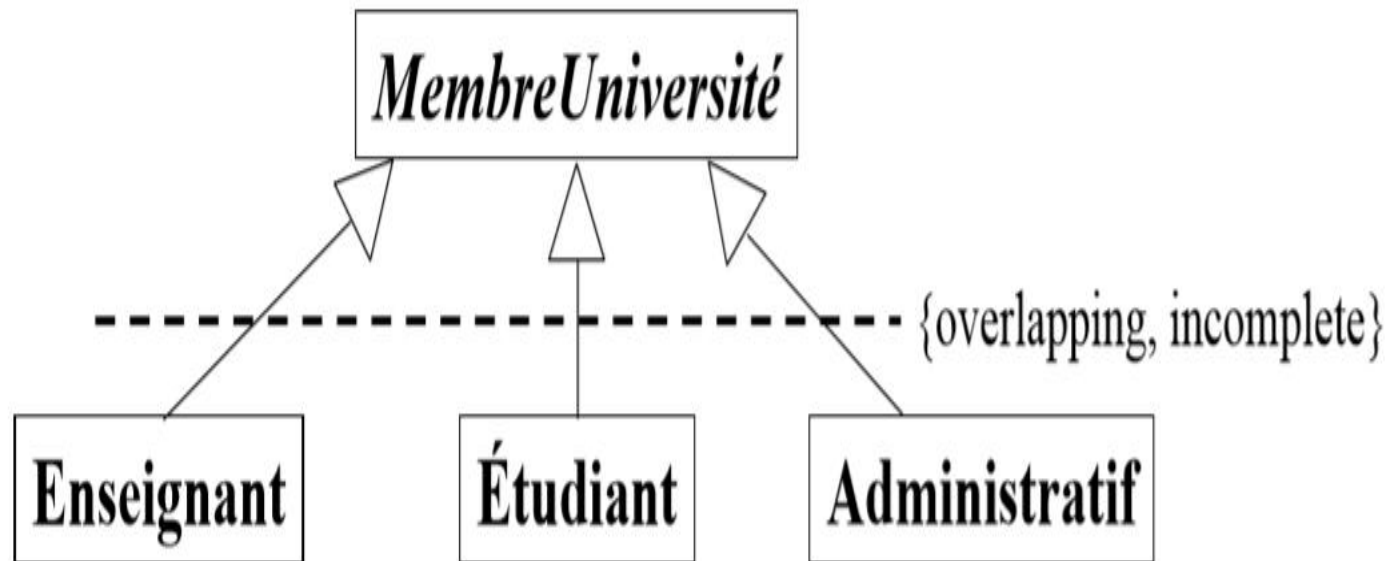 MembreUniversité
{overlapping, incomplete}
Enseignant
Étudiant
Administratif